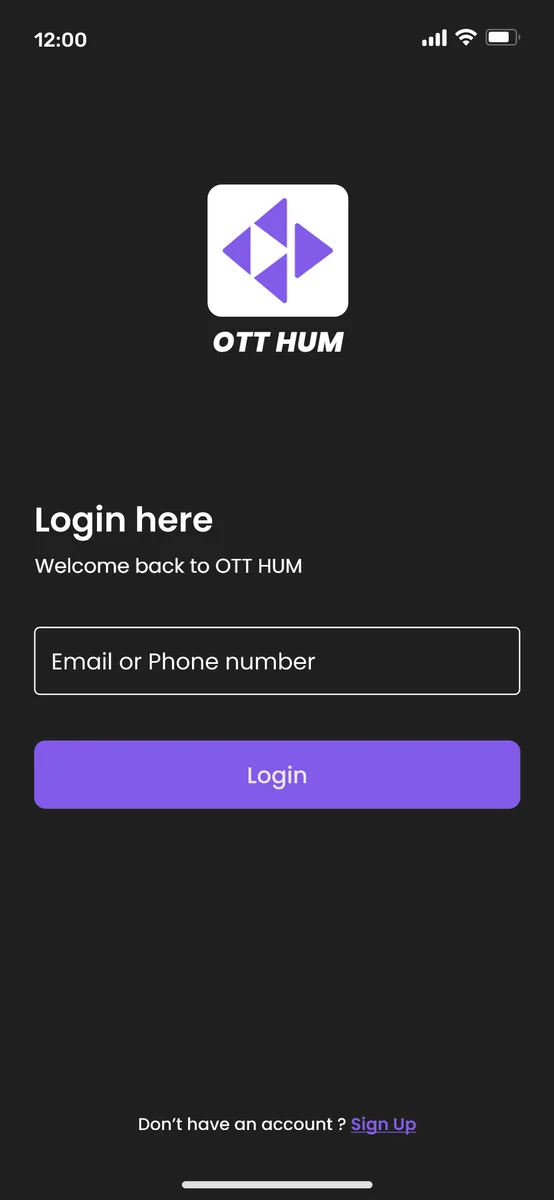 12:00
OTT HUM
Login here
Welcome back to OTT HUM
Email or Phone number
Login
Don’t have an account ? Sign Up